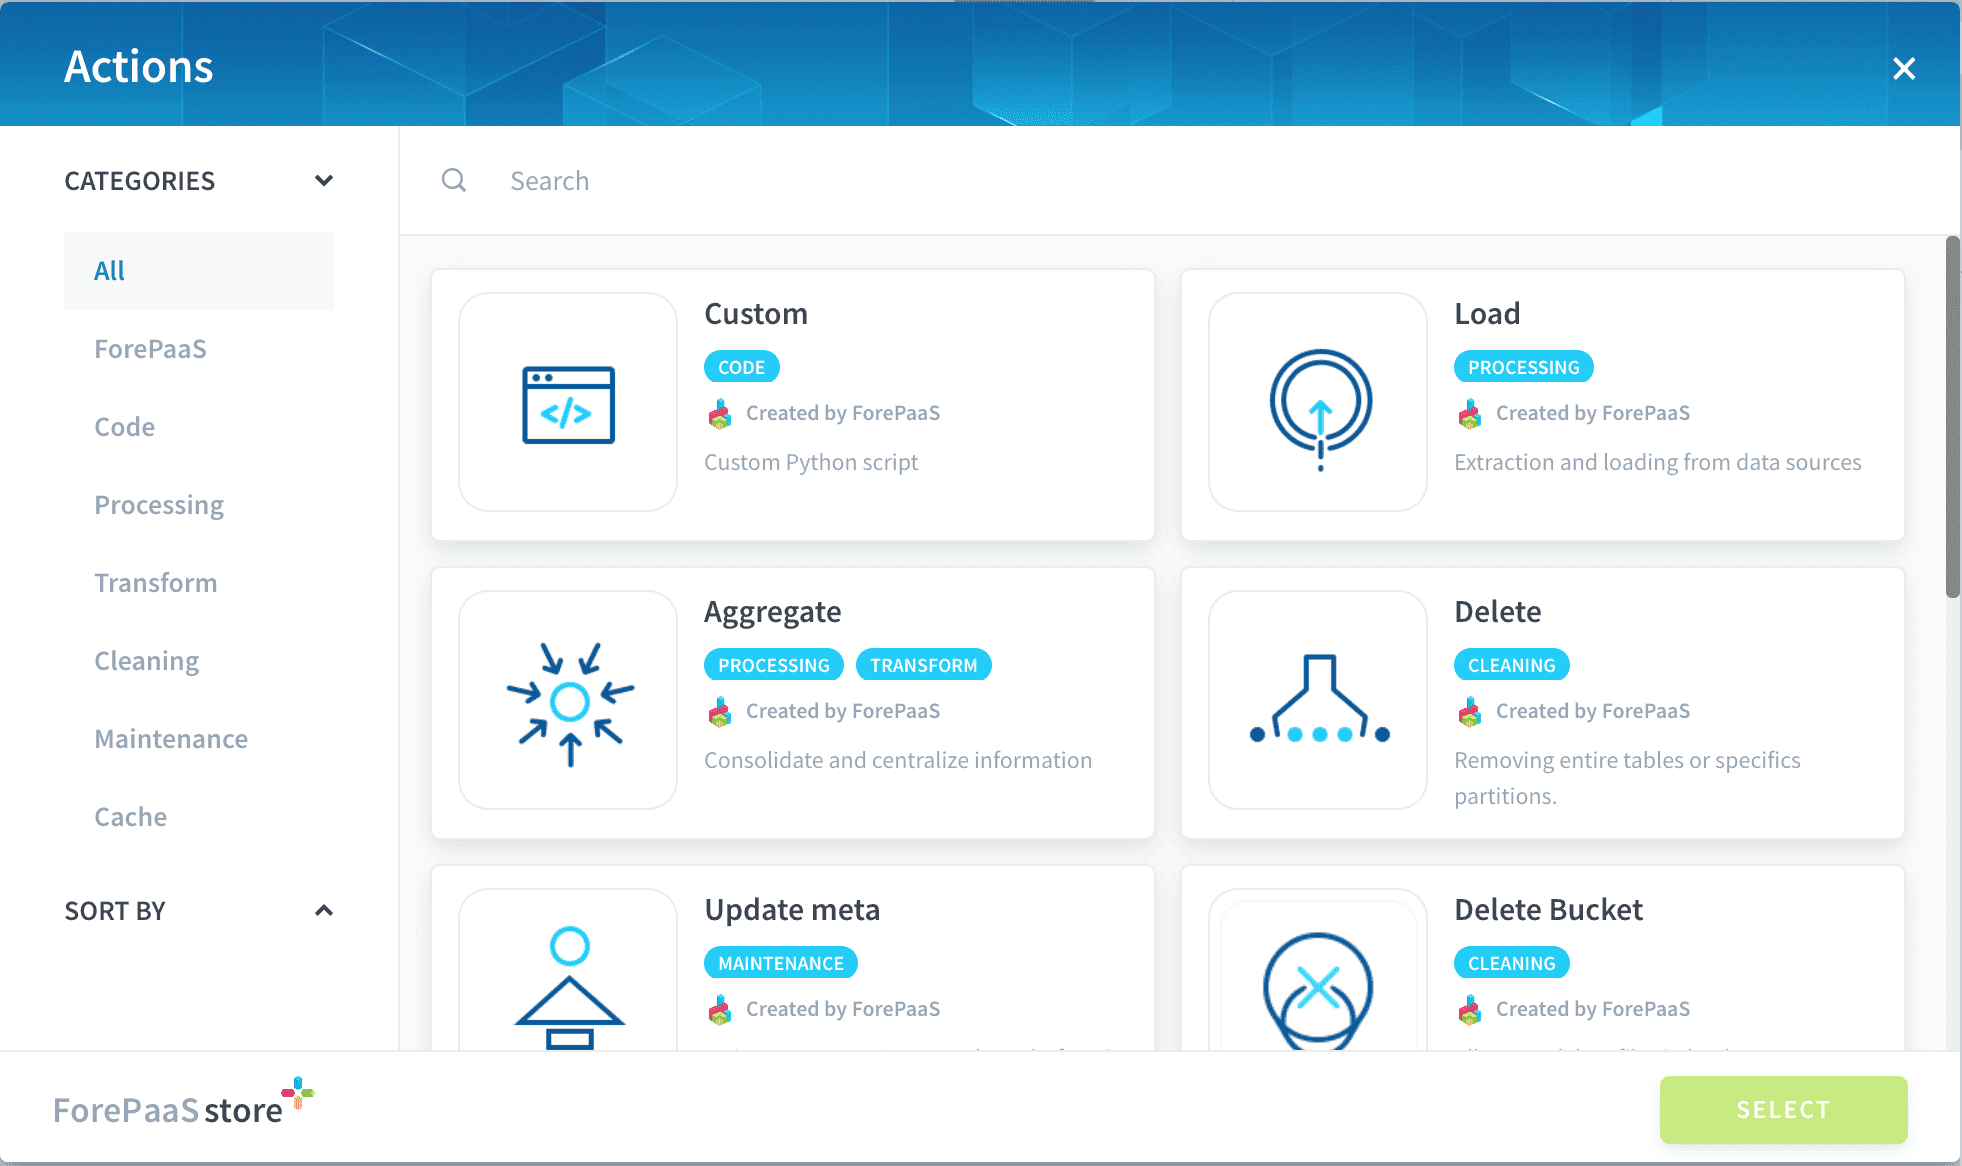 Actions
CATEGORIES
All
ForePaaS
Code
Processing
Transform
Cleaning
Maintenance
Cache
SORT BY
Search
Custom
CODE
Created by ForePaaS
Custom Python script
Load
PROCESSING
Created by ForePaaS
Extraction and loading from data sources
Aggregate
PROCESSING TRANSFORM
Created by ForePaaS
Consolidate and centralize information
Delete
CLEANING
Created by ForePaaS
Removing entire tables or specifics
partitions.
Update meta
MAINTENANCE
Created by ForePaaS
Delete Bucket
CLEANING
Created by ForePaaS
ForePaaS store
SELECT